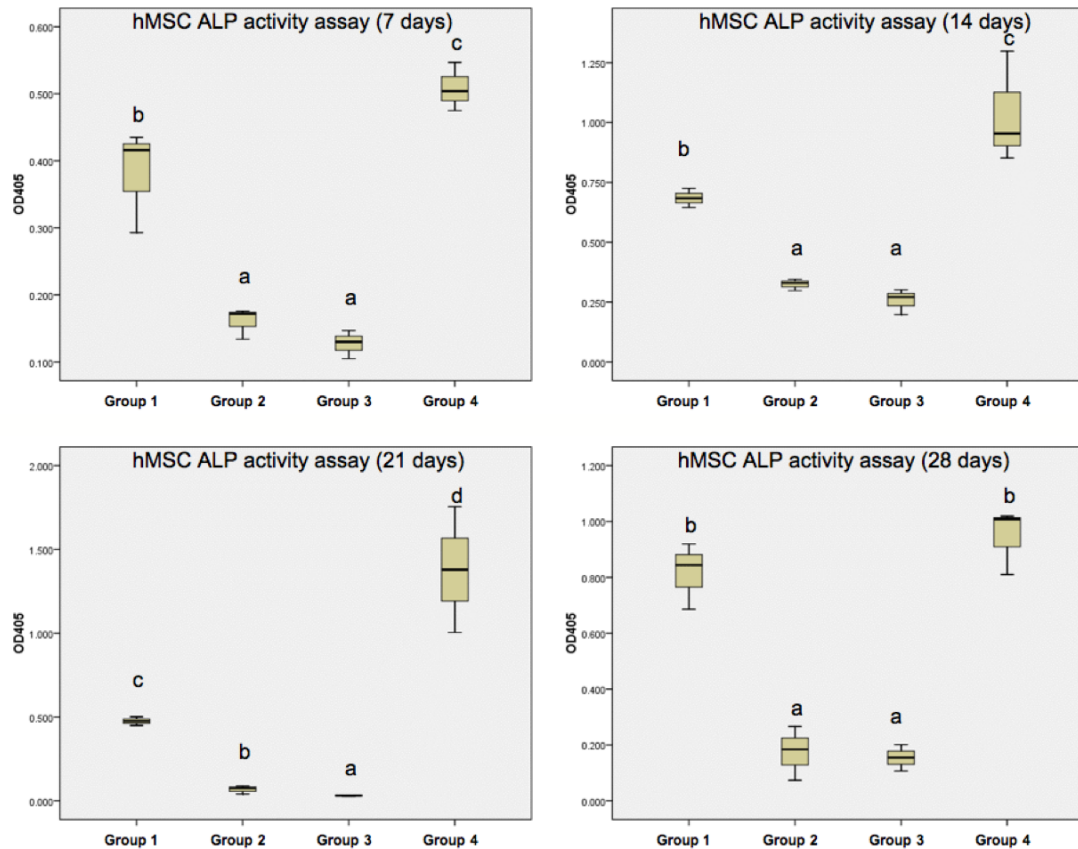 hMSC ALP activity assay (7 days)
0.600
0.500
0.400
0.300
0.200
0.100
OD405
b
a
a
c
Group 1 Group 2 Group 3 Group 4
hMSC ALP activity assay (14 days)
1.250
1.000
0.750
0.500
0.250
0.000
OD405
b
a
a
c
Group 1 Group 2 Group 3 Group 4
hMSC ALP activity assay (21 days)
2.000
1.500
1.000
0.500
0.000
OD405
c
b
a
d
Group 1 Group 2 Group 3 Group 4
hMSC ALP activity assay (28 days)
1.200
1.000
0.800
0.600
0.400
0.200
0.000
OD405
b
a
a
b
Group 1 Group 2 Group 3 Group 4